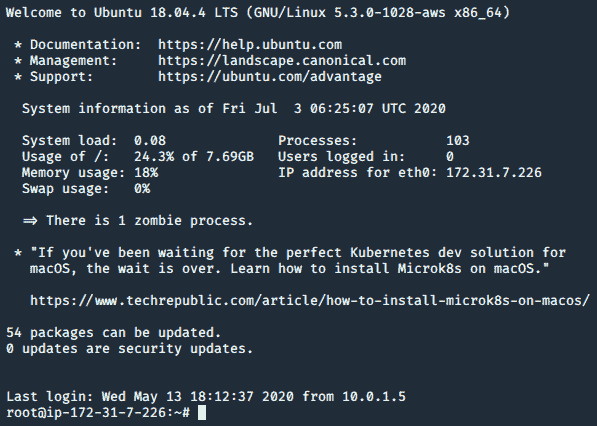 Welcome to Ubuntu 18.04.4 LTS (GNU/Linux 5.3.0-1028-aws x86_64)
* Documentation:  https://help.ubuntu.com
* Management:     https://landscape.canonical.com
* Support:        https://ubuntu.com/advantage
System information as of Fri Jul  3 06:25:07 UTC 2020
System load:  0.08              Processes:           103
Usage of /:   24.3% of 7.69GB   Users logged in:     0
Memory usage: 18%               IP address for eth0: 172.31.7.226
Swap usage:   0%
=> There is 1 zombie process.
* "If you've been waiting for the perfect Kubernetes dev solution for
macOS, the wait is over. Learn how to install Microk8s on macOS."
https://www.techrepublic.com/article/how-to-install-microk8s-on-macos/
54 packages can be updated.
0 updates are security updates.
Last login: Wed May 13 18:12:37 2020 from 10.0.1.5
root@ip-172-31-7-226:~#